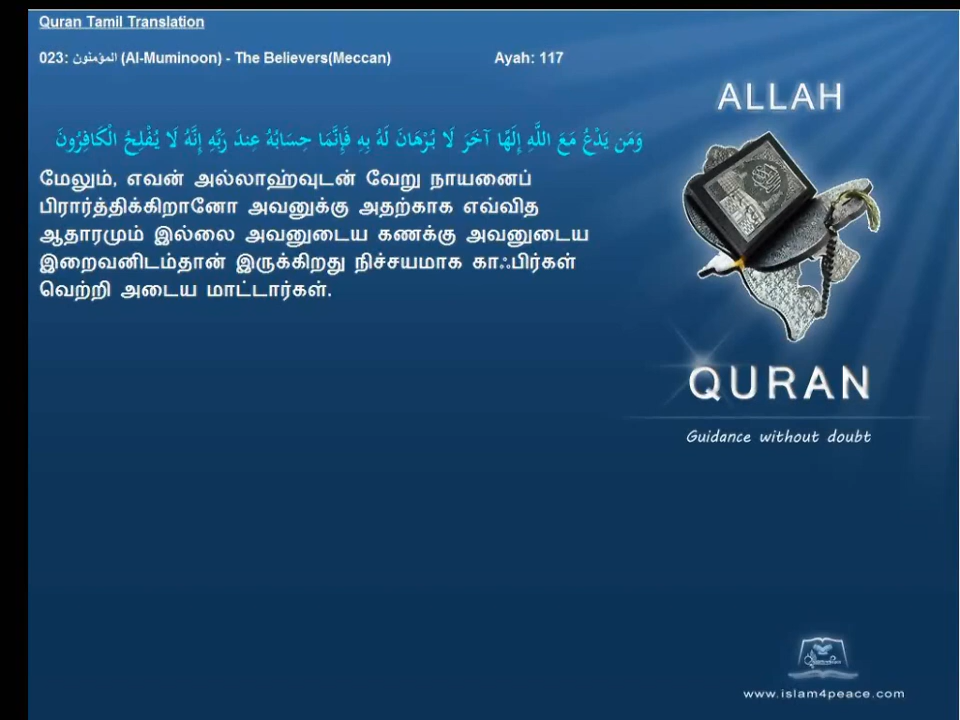 Quran Tamil Translation
023: المؤمنون (Al-Muminoon) - The Believers(Meccan) Ayah: 117
ALLAH
وَمَن يَدْعُ مَعَ اللَّهِ إِلَهًا آخَرَ لَا بُرْهَانَ لَهُ بِهِ فَإِنَّمَا حِسَابُهُ عِندَ رَبِّهِ إِنَّهُ لَا يُفْلِحُ الْكَافِرُونَ
மேலும், எவன் அல்லாஹ்வுடன் வேறு நாயனைப்
பிரார்த்திக்கிறானோ அவனுக்கு அதற்காக எவ்வித
ஆதாரமும் இல்லை அவனுடைய கணக்கு அவனுடைய
இறைவனிடம்தான் இருக்கிறது நிச்சயமாக காஃபிர்கள்
வெற்றி அடைய மாட்டார்கள்.
QURAN
Guidance without doubt
www.islam4peace.com